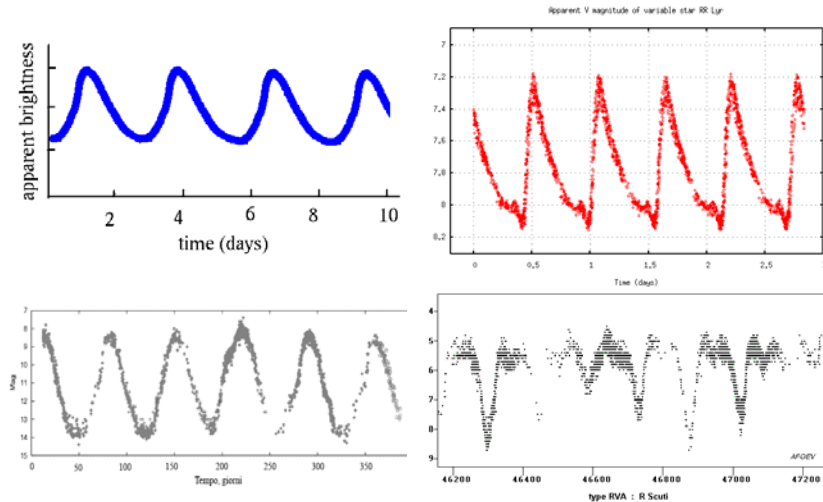 apparent brightness
2 4 6 8 10
time (days)
Apparent V magnitude of variable star RR Lyr
7
7.2
7.4
7.6
7.8
8
8.2
0 0.5 1 1.5 2 2.5 3
Time (days)
7
8
9
10
11
12
13
14
15
Mag
0 50 100 150 200 250 300 350
Tempo, giorni
4
5
6
7
8
9
AFOEV
46200 46400 46600 46800 47000 47200
type RVA : R Scuti